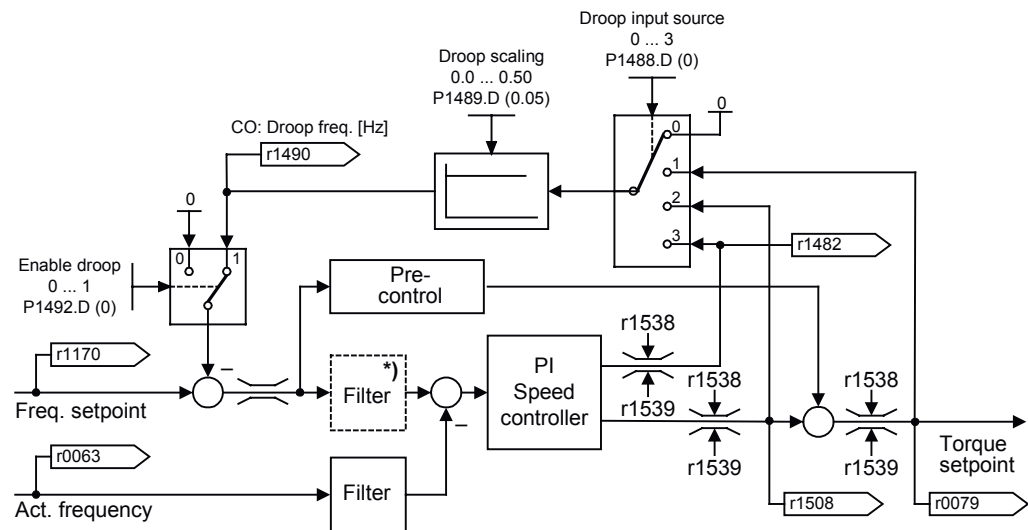 Droop input source
0 ... 3
P1488.D (0)
Droop scaling
0.0 ... 0.50
P1489.D (0.05)
0
0
1
2
3
CO: Droop freq. [Hz]
r1490
r1482
0
0
1
Enable droop
0 ... 1
P1492.D (0)
Pre-
control
r1170
–
Freq. setpoint
*)
Filter
–
PI
Speed
controller
r1538
r1539
r1538
r1539
r1538
r1539
Torque
setpoint
r0063
Act. frequency
Filter
r1508
r0079